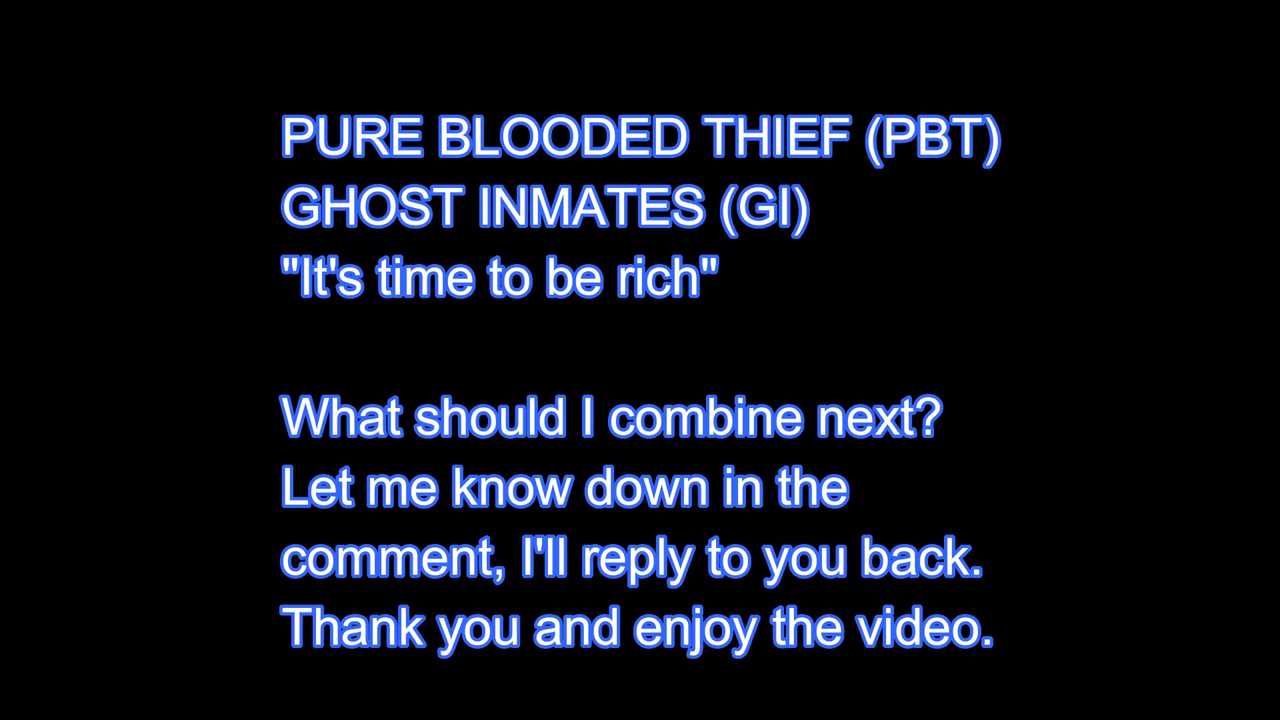 PURE BLOODED THIEF (PBT)
GHOST INMATES (GI)
"It's time to be rich"
What should I combine next?
Let me know down in the
comment, I'll reply to you back.
Thank you and enjoy the video.